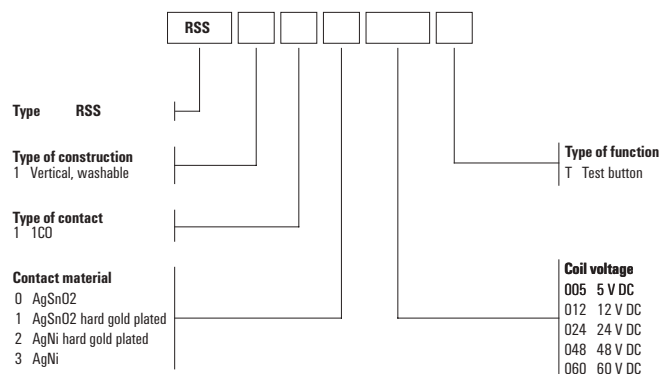 RSS
Type RSS
Type of construction
1 Vertical, washable
Type of contact
1 1CO
Contact material
0 AgSnO2
1 AgSnO2 hard gold plated
2 AgNi hard gold plated
3 AgNi
Type of function
T Test button
Coil voltage
005 5 V DC
012 12 V DC
024 24 V DC
048 48 V DC
060 60 V DC